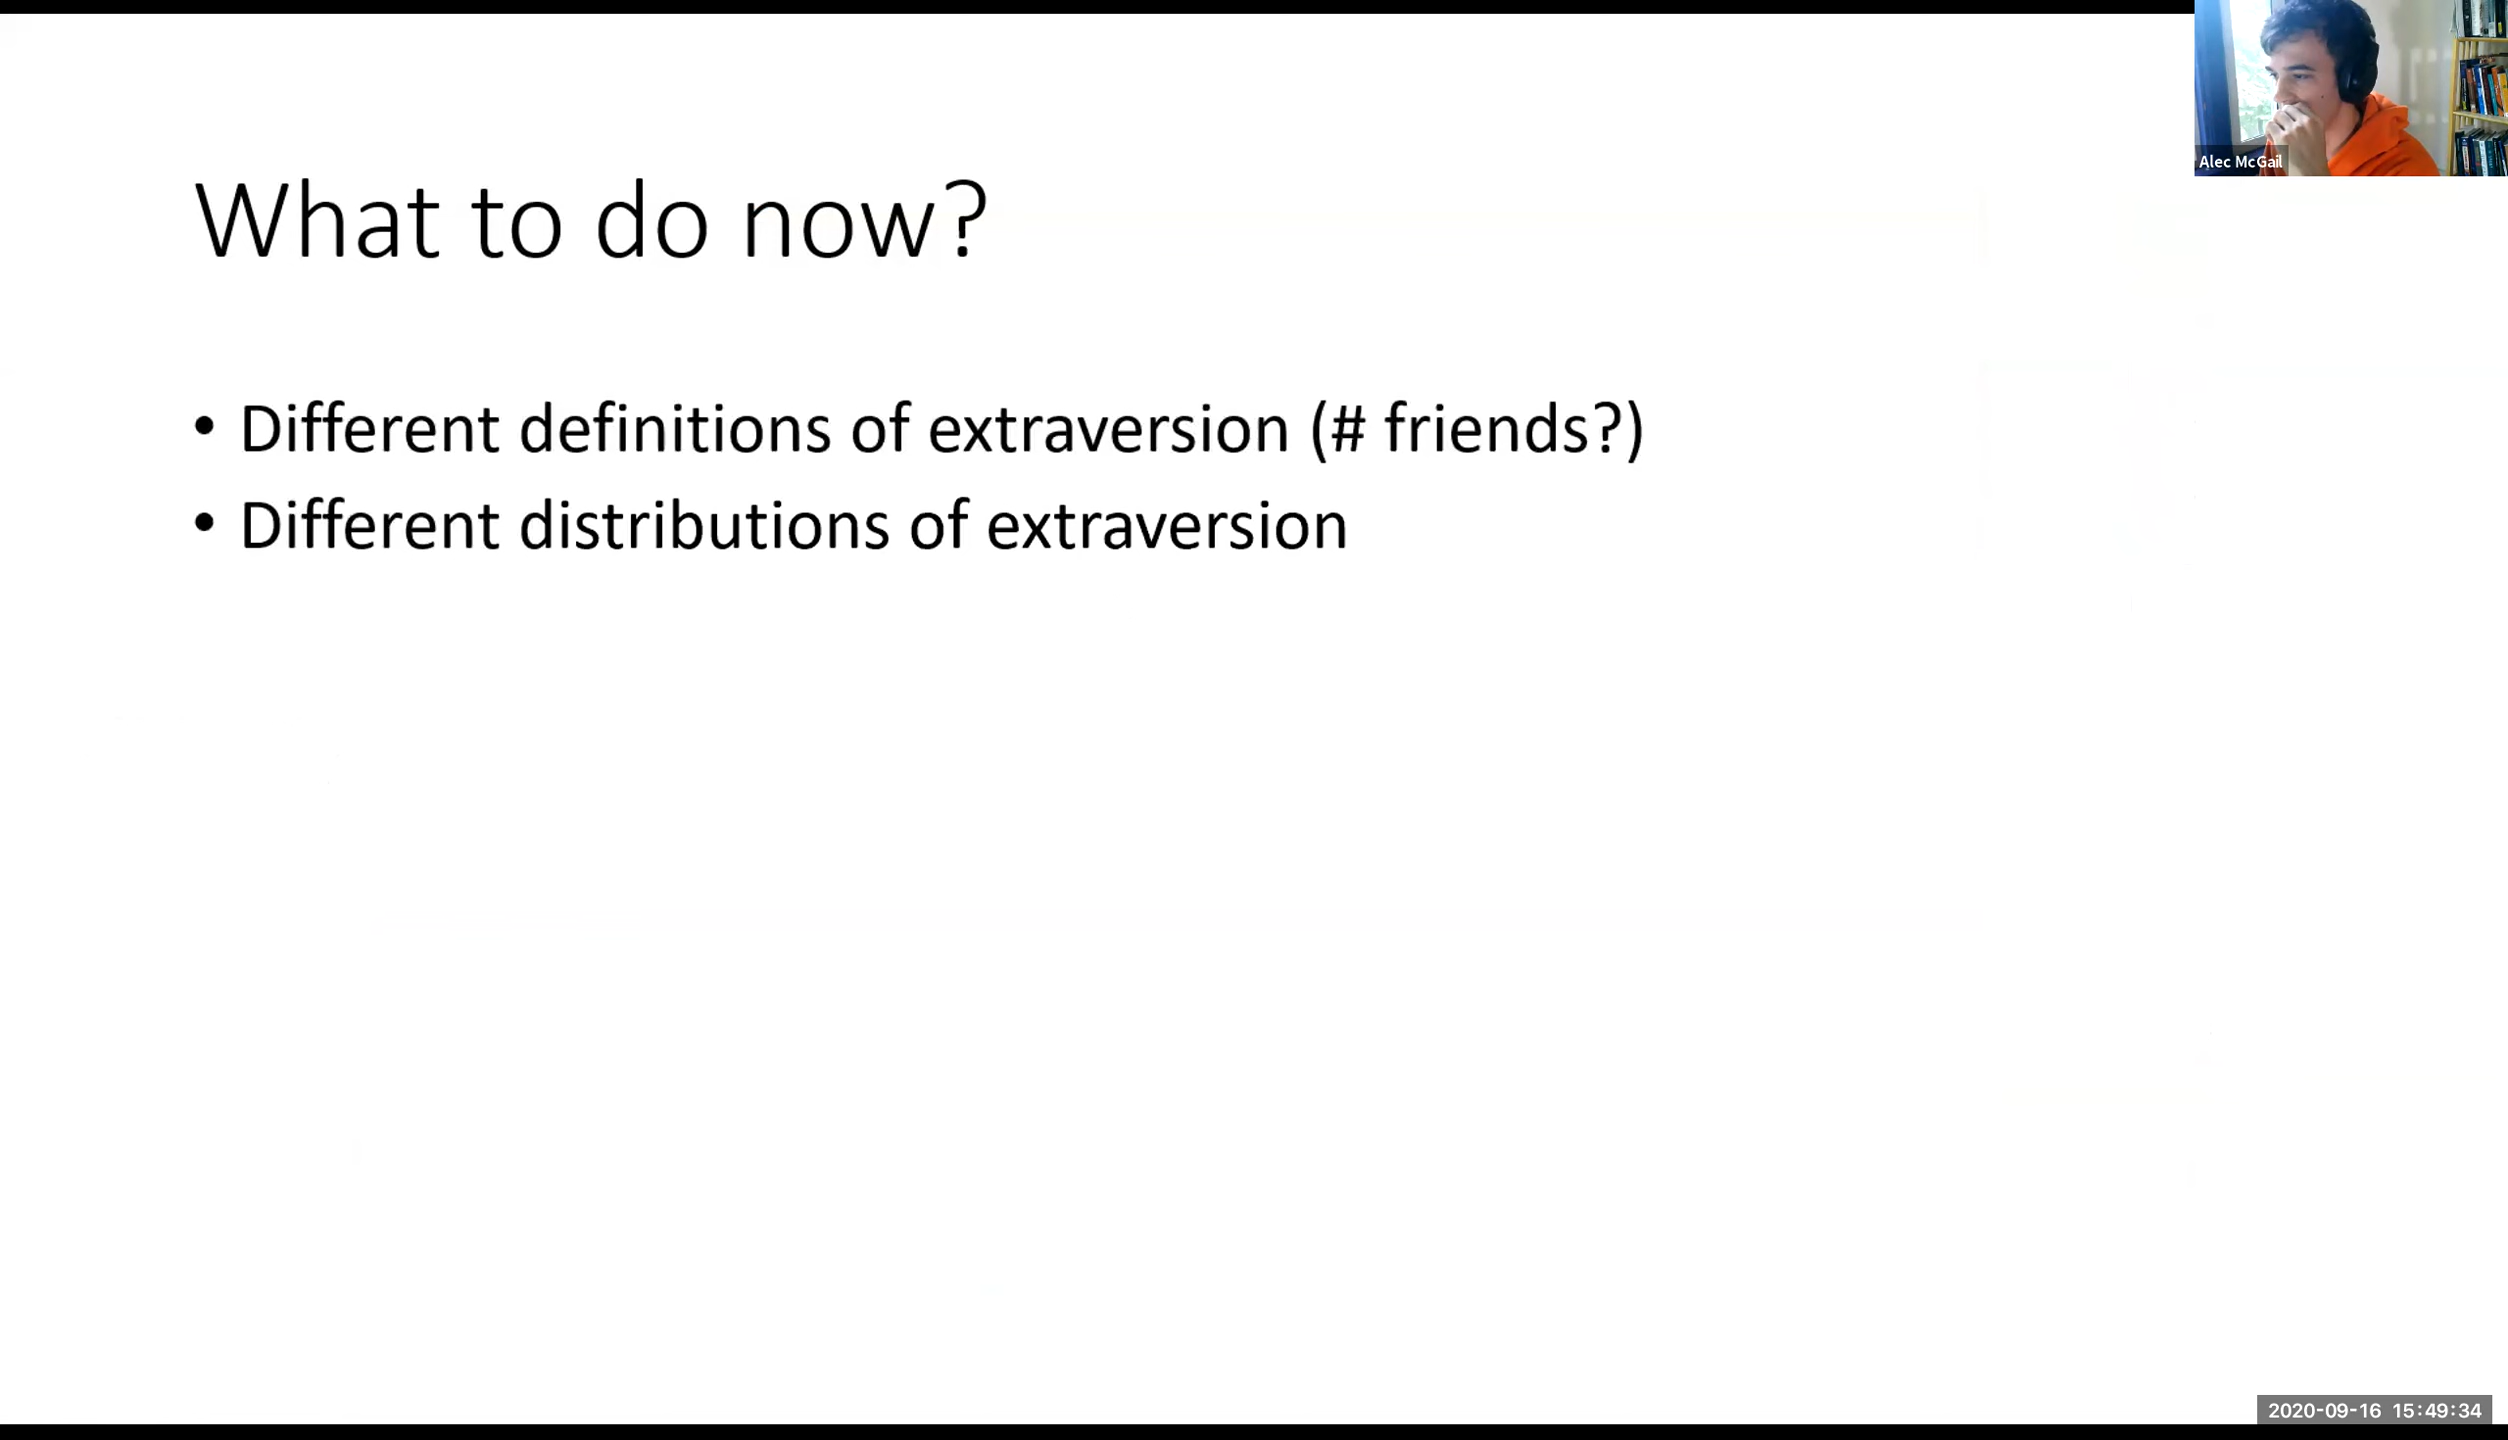 Alec McGail
What to do now?
• Different definitions of extraversion (# friends?)
• Different distributions of extraversion
2020-09-16 15:49:34